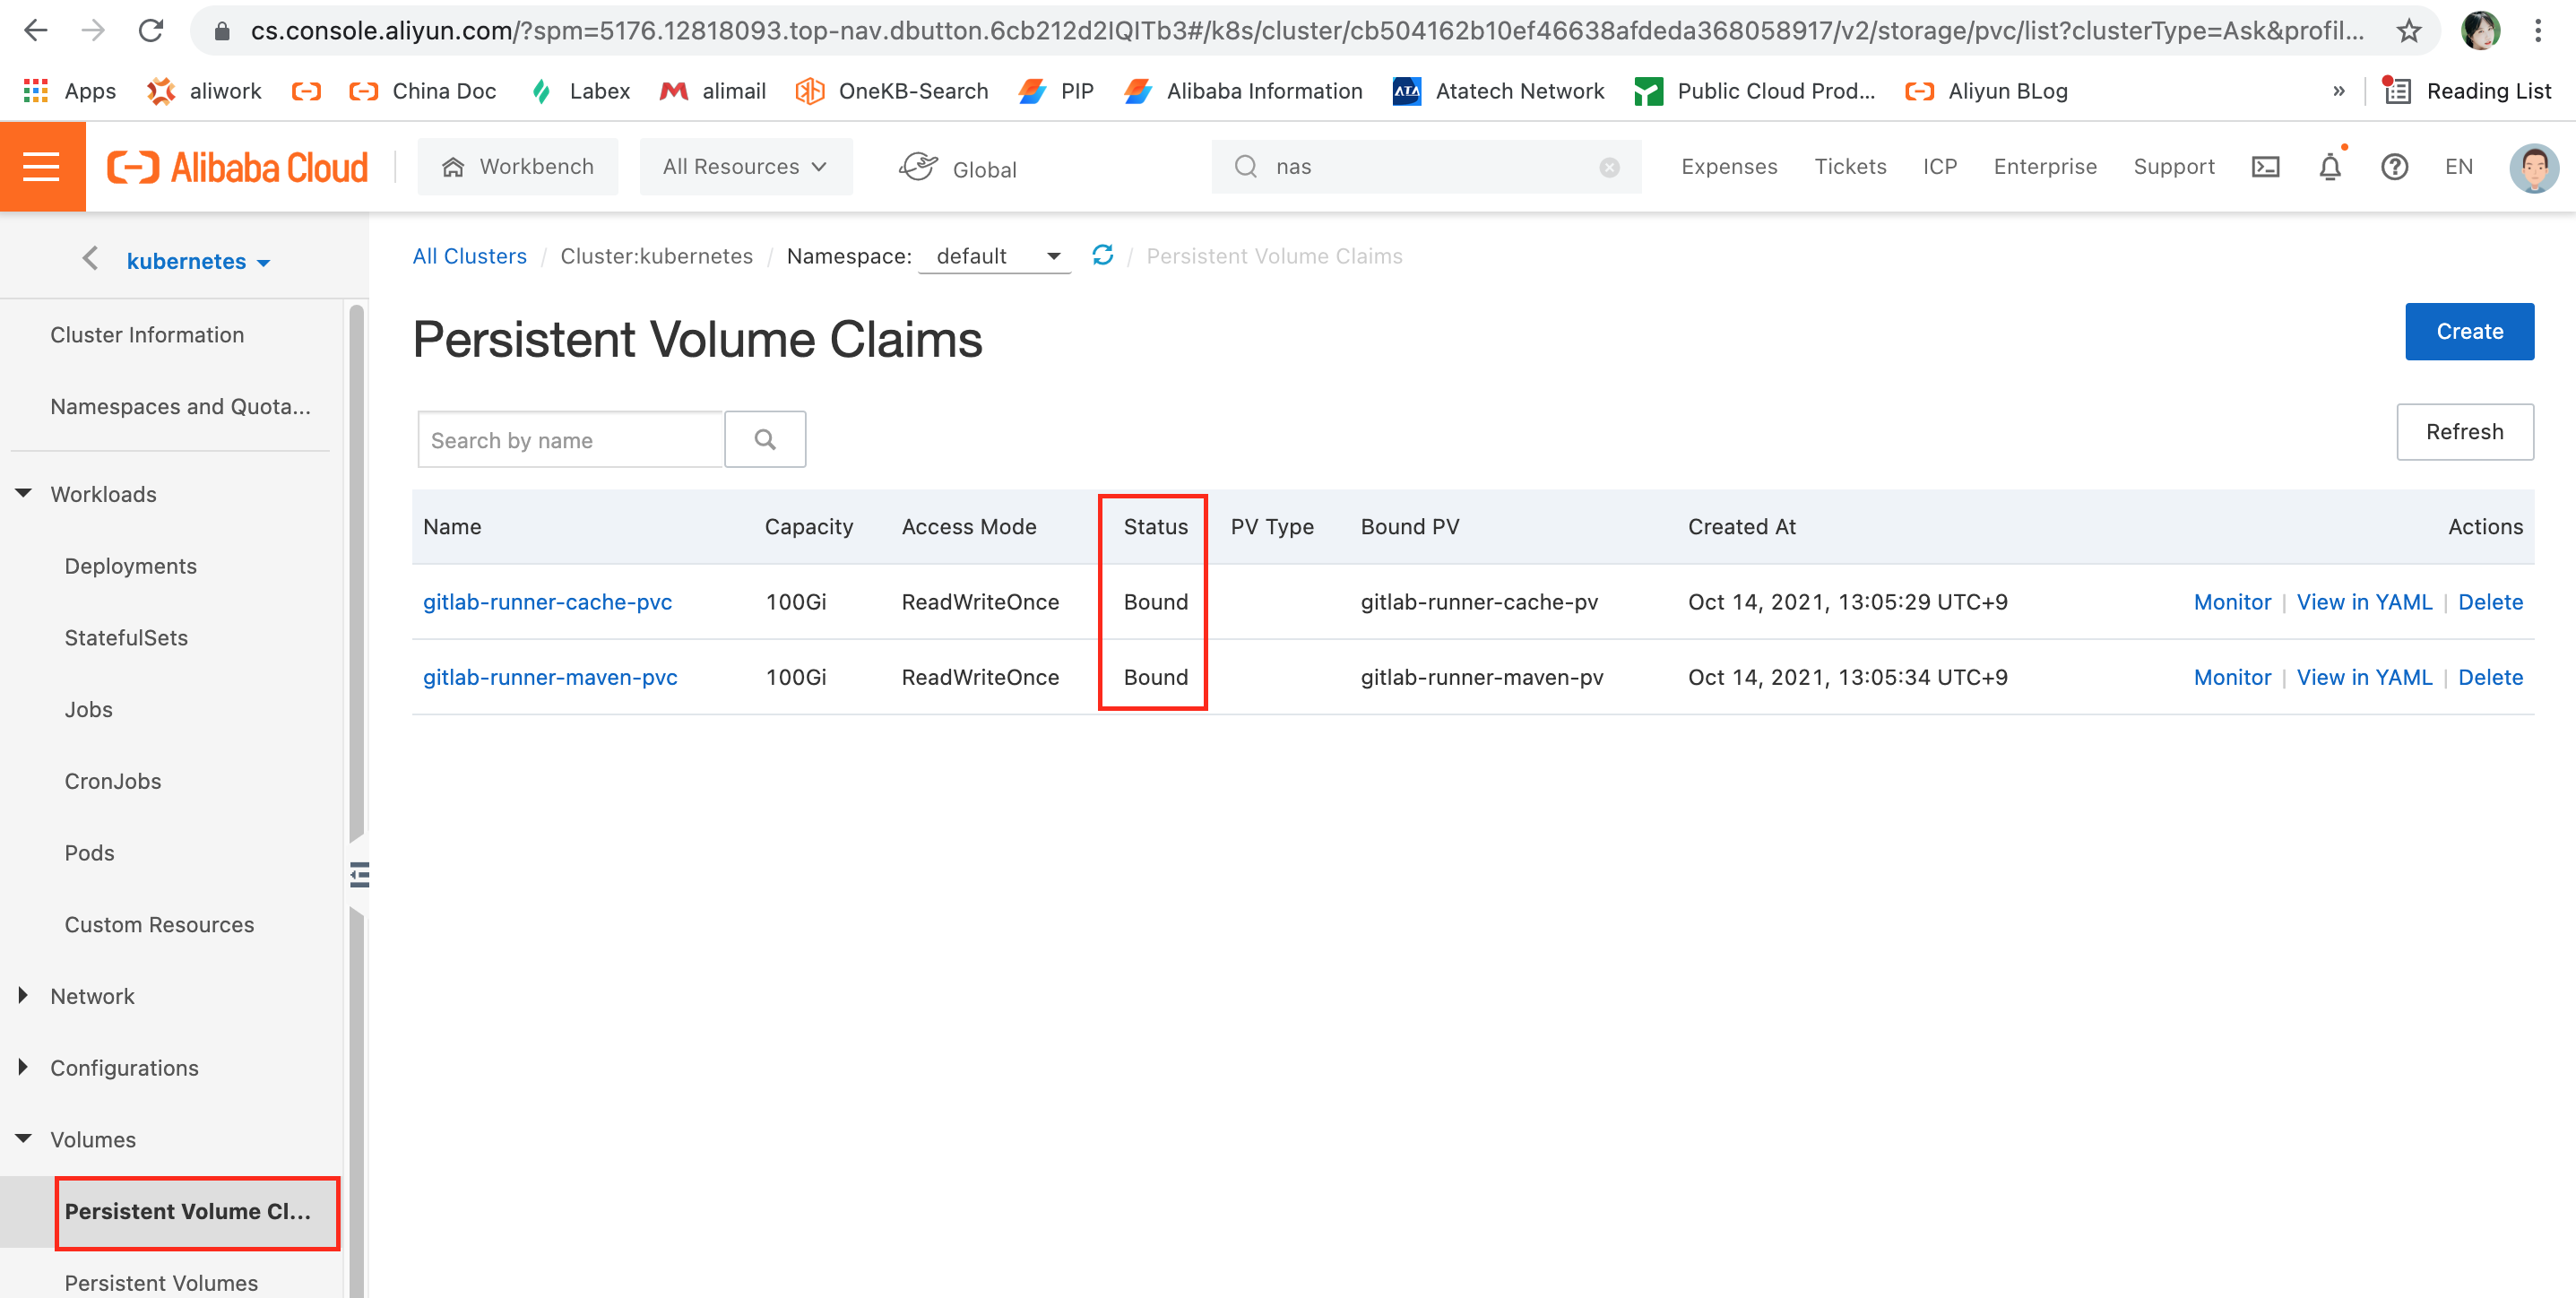 cs.console.aliyun.com/?spm=5176.12818093.top-nav.dbutton.6cb212d2IQITb3#/k8s/cluster/cb504162b10ef46638afdeda368058917/v2/storage/pvc/list?clusterType=Ask&profil...
Apps aliwork China Doc Labex alimail OneKB-Search PIP Alibaba Information ATA Atatech Network Public Cloud Prod... Aliyun BLog » Reading List
Alibaba Cloud Workbench All Resources Global nas Expenses Tickets ICP Enterprise Support EN
kubernetes
All Clusters / Cluster:kubernetes / Namespace: default / Persistent Volume Claims
Cluster Information
Namespaces and Quota...
Workloads
Deployments
StatefulSets
Jobs
CronJobs
Pods
Custom Resources
Network
Configurations
Volumes
Persistent Volume Cl...
Persistent Volumes
Persistent Volume Claims
Create
Search by name
Refresh
Name Capacity Access Mode Status PV Type Bound PV Created At Actions
gitlab-runner-cache-pvc 100Gi ReadWriteOnce Bound gitlab-runner-cache-pv Oct 14, 2021, 13:05:29 UTC+9 Monitor | View in YAML | Delete
gitlab-runner-maven-pvc 100Gi ReadWriteOnce Bound gitlab-runner-maven-pv Oct 14, 2021, 13:05:34 UTC+9 Monitor | View in YAML | Delete